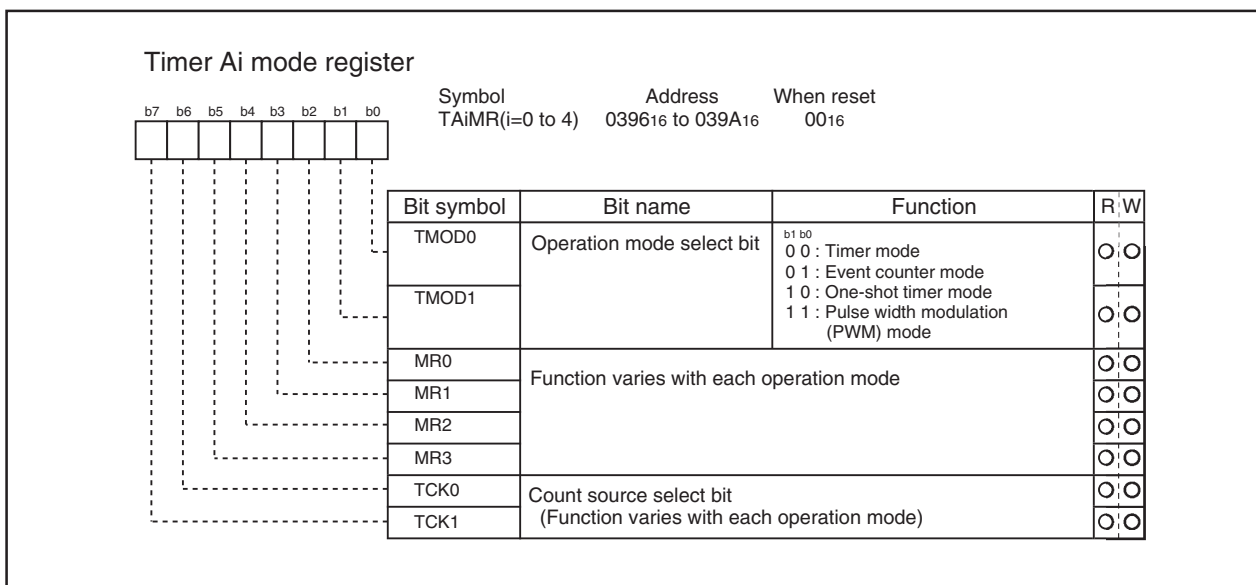 Timer Ai mode register
Symbol Address When reset
TAiMR(i=0 to 4) 039616 to 039A16 0016
b7 b6 b5 b4 b3 b2 b1 b0
Bit symbol Bit name Function R W
TMOD0 Operation mode select bit b1 b0
0 0 : Timer mode
0 1 : Event counter mode
TMOD1 1 0 : One-shot timer mode
1 1 : Pulse width modulation
(PWM) mode
MR0 Function varies with each operation mode
MR1
MR2
MR3
TCK0 Count source select bit
TCK1 (Function varies with each operation mode)